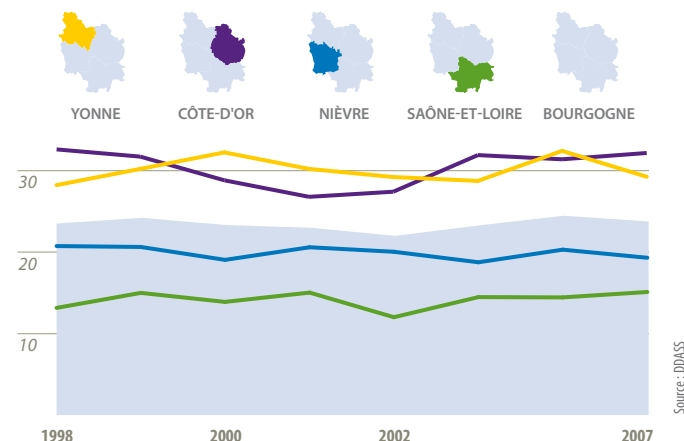 YONNE CÔTE-D'OR NIÈVRE SAÔNE-ET-LOIRE BOURGOGNE
30
20
10
1998 2000 2002 2007
Source : DDASS